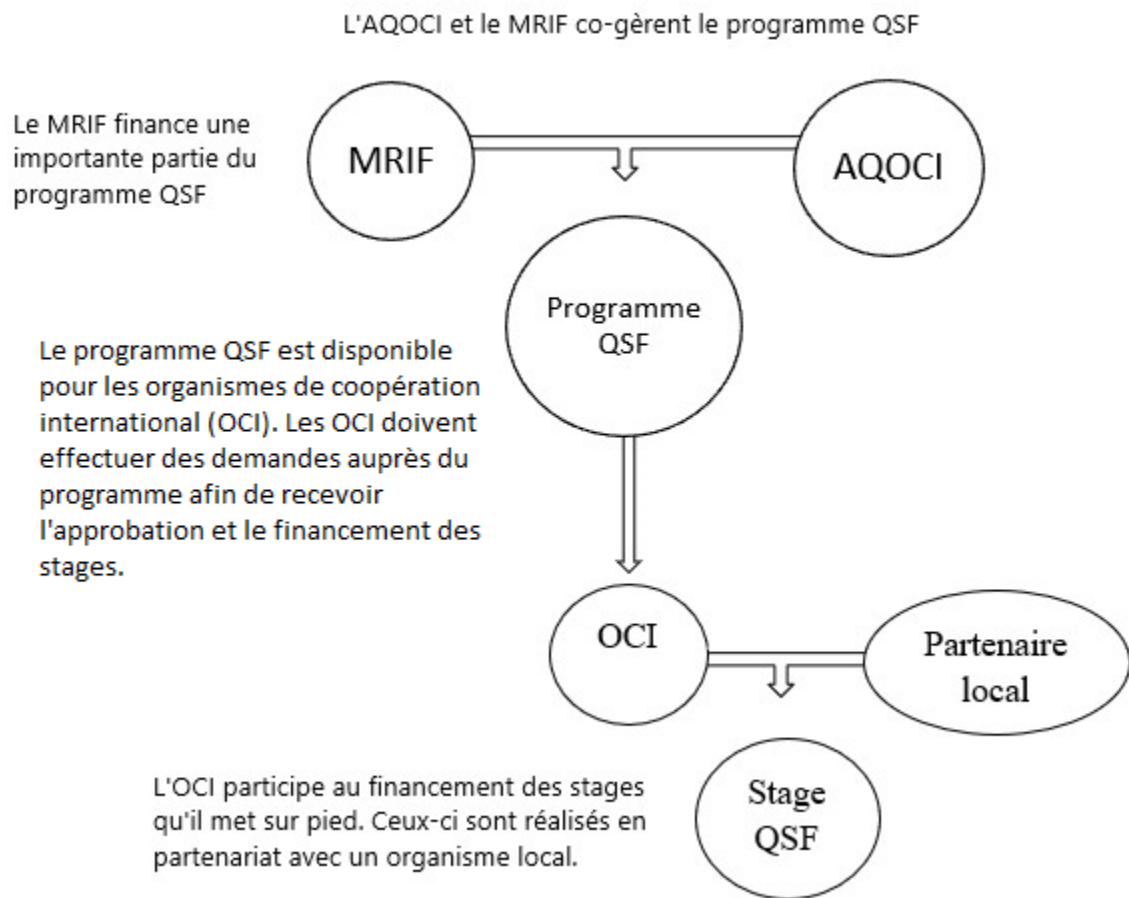 L'AQOCI et le MRIF co-gèrent le programme QSF
Le MRIF finance une
importante partie du
programme QSF
MRIF
AQOCI
Programme
QSF
Le programme QSF est disponible
pour les organismes de coopération
international (OCI). Les OCI doivent
effectuer des demandes auprès du
programme afin de recevoir
l'approbation et le financement des
stages.
OCI
Partenaire
local
L'OCI participe au financement des stages
qu'il met sur pied. Ceux-ci sont réalisés en
partenariat avec un organisme local.
Stage
QSF